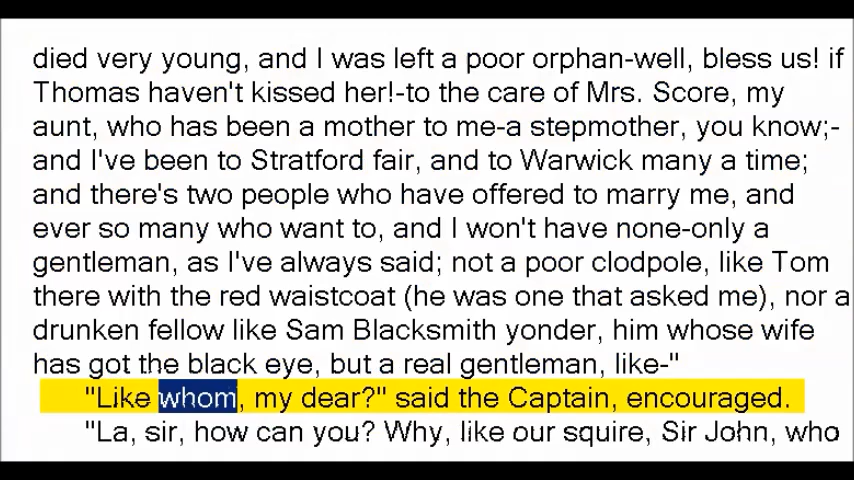 died very young, and I was left a poor orphan-well, bless us! if
Thomas haven't kissed her!-to the care of Mrs. Score, my
aunt, who has been a mother to me-a stepmother, you know;-
and I've been to Stratford fair, and to Warwick many a time;
and there's two people who have offered to marry me, and
ever so many who want to, and I won't have none-only a
gentleman, as I've always said; not a poor clodpole, like Tom
there with the red waistcoat (he was one that asked me), nor a
drunken fellow like Sam Blacksmith yonder, him whose wife
has got the black eye, but a real gentleman, like-"
"Like whom, my dear?" said the Captain, encouraged.
"La, sir, how can you? Why, like our squire, Sir John, who